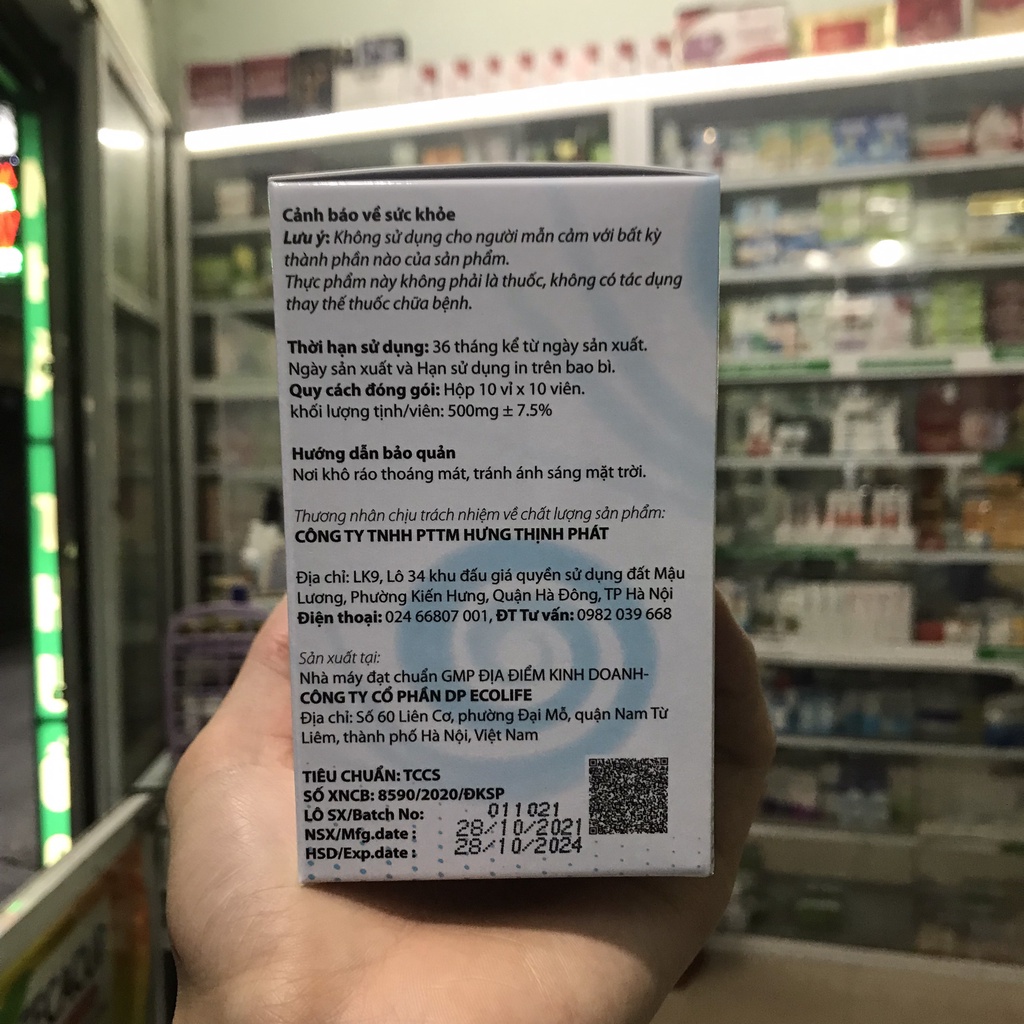 Cảnh báo về sức khỏe
Lưu ý: Không sử dụng cho người mẫn cảm với bất kỳ
thành phần nào của sản phẩm.
Thực phẩm này không phải là thuốc, không có tác dụng
thay thế thuốc chữa bệnh.
Thời hạn sử dụng: 36 tháng kể từ ngày sản xuất.
Ngày sản xuất và Hạn sử dụng in trên bao bì.
Quy cách đóng gói: Hộp 10 vỉ x 10 viên.
khối lượng tịnh/viên: 500mg ± 7.5%
Hướng dẫn bảo quản
Nơi khô ráo thoáng mát, tránh ánh sáng mặt trời.
Thương nhân chịu trách nhiệm về chất lượng sản phẩm:
CÔNG TY TNHH PTTM HƯNG THỊNH PHÁT
Địa chỉ: LK9, Lô 34 khu đấu giá quyền sử dụng đất Mậu
Lương, Phường Kiến Hưng, Quận Hà Đông, TP Hà Nội
Điện thoại: 024 66807 001, ĐT Tư vấn: 0982 039 668
Sản xuất tại:
Nhà máy đạt chuẩn GMP ĐỊA ĐIỂM KINH DOANH-
CÔNG TY CỔ PHẦN DP ECOLIFE
Địa chỉ: Số 60 Liên Cơ, phường Đại Mỗ, quận Nam Từ
Liêm, thành phố Hà Nội, Việt Nam
TIÊU CHUẨN: TCCS
SỐ XNCB: 8590/2020/ĐKSP
LÔ SX/Batch No: 011021
NSX/Mfg.date : 28/10/2021
HSD/Exp.date : 28/10/2024